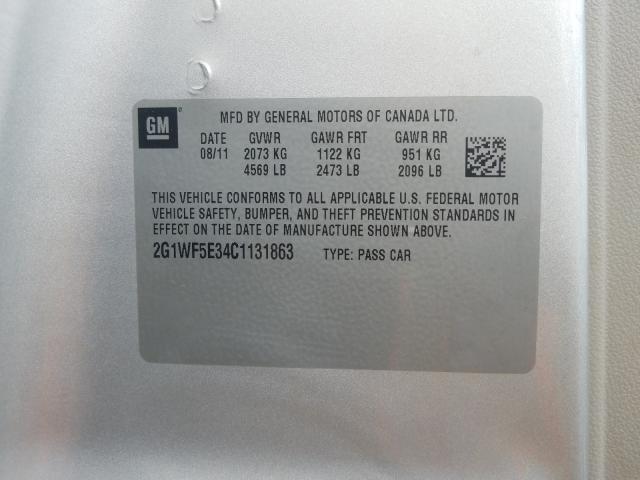 GM
MFD BY GENERAL MOTORS OF CANADA LTD.
DATE GVWR GAWR FRT GAWR RR
08/11 2073 KG 1122 KG 951 KG
4569 LB 2473 LB 2096 LB
THIS VEHICLE CONFORMS TO ALL APPLICABLE U.S. FEDERAL MOTOR
VEHICLE SAFETY, BUMPER, AND THEFT PREVENTION STANDARDS IN
EFFECT ON THE DATE OF MANUFACTURE SHOWN ABOVE.
2G1WF5E34C1131863 TYPE: PASS CAR